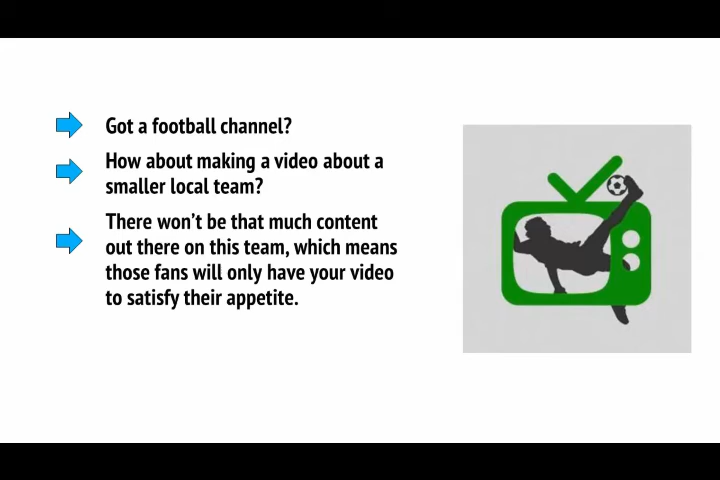 Got a football channel?
How about making a video about a
smaller local team?
There won't be that much content
out there on this team, which means
those fans will only have your video
to satisfy their appetite.